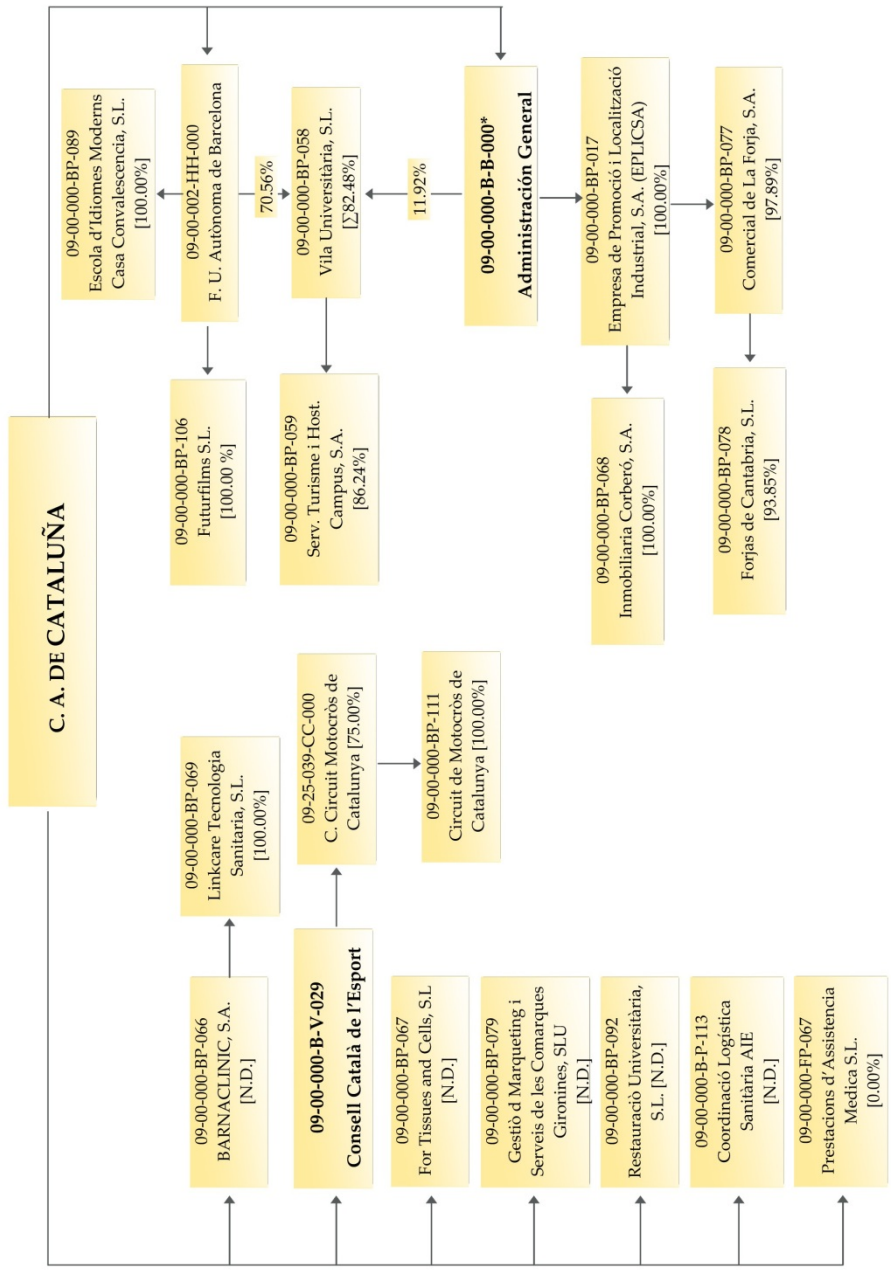 C. A. DE CATALUÑA
09-00-000-BP-066
BARNACLINIC, S.A.
[N.D.]
09-00-000-BP-069
Linkcare Tecnologia
Sanitaria, S.L.
[100.00%]
09-00-000-B-V-029
Consell Català de l'Esport
09-25-039-CC-000
C. Circuit Motocròs de
Catalunya [75.00%]
09-00-000-BP-111
Circuit de Motocròs de
Catalunya [100.00%]
09-00-000-BP-067
For Tissues and Cells, S.L
[N.D.]
09-00-000-BP-079
Gestiò d Marqueting i
Serveis de les Comarques
Gironines, SLU
[N.D.]
09-00-000-BP-092
Restauraciò Universitària,
S.L. [N.D.]
09-00-000-B-P-113
Coordinació Logística
Sanitària AIE
[N.D.]
09-00-000-FP-067
Prestacions d'Assistencia
Medica S.L.
[0.00%]
09-00-000-BP-089
Escola d'Idiomes Moderns
Casa Convalescencia, S.L.
[100.00%]
09-00-002-HH-000
F. U. Autònoma de Barcelona
09-00-000-BP-106
Futurfilms S.L.
[100.00 %]
70.56%
09-00-000-BP-058
Vila Universitària, S.L.
[∑82.48%]
09-00-000-BP-059
Serv. Turisme i Host.
Campus, S.A.
[86.24%]
11.92%
09-00-000-B-B-000*
Administración General
09-00-000-BP-017
Empresa de Promoció i Localització
Industrial, S.A. (EPLICSA)
[100.00%]
09-00-000-BP-068
Inmobiliaria Corberó, S.A.
[100.00%]
09-00-000-BP-077
Comercial de La Forja, S.A.
[97.89%]
09-00-000-BP-078
Forjas de Cantabria, S.L.
[93.85%]